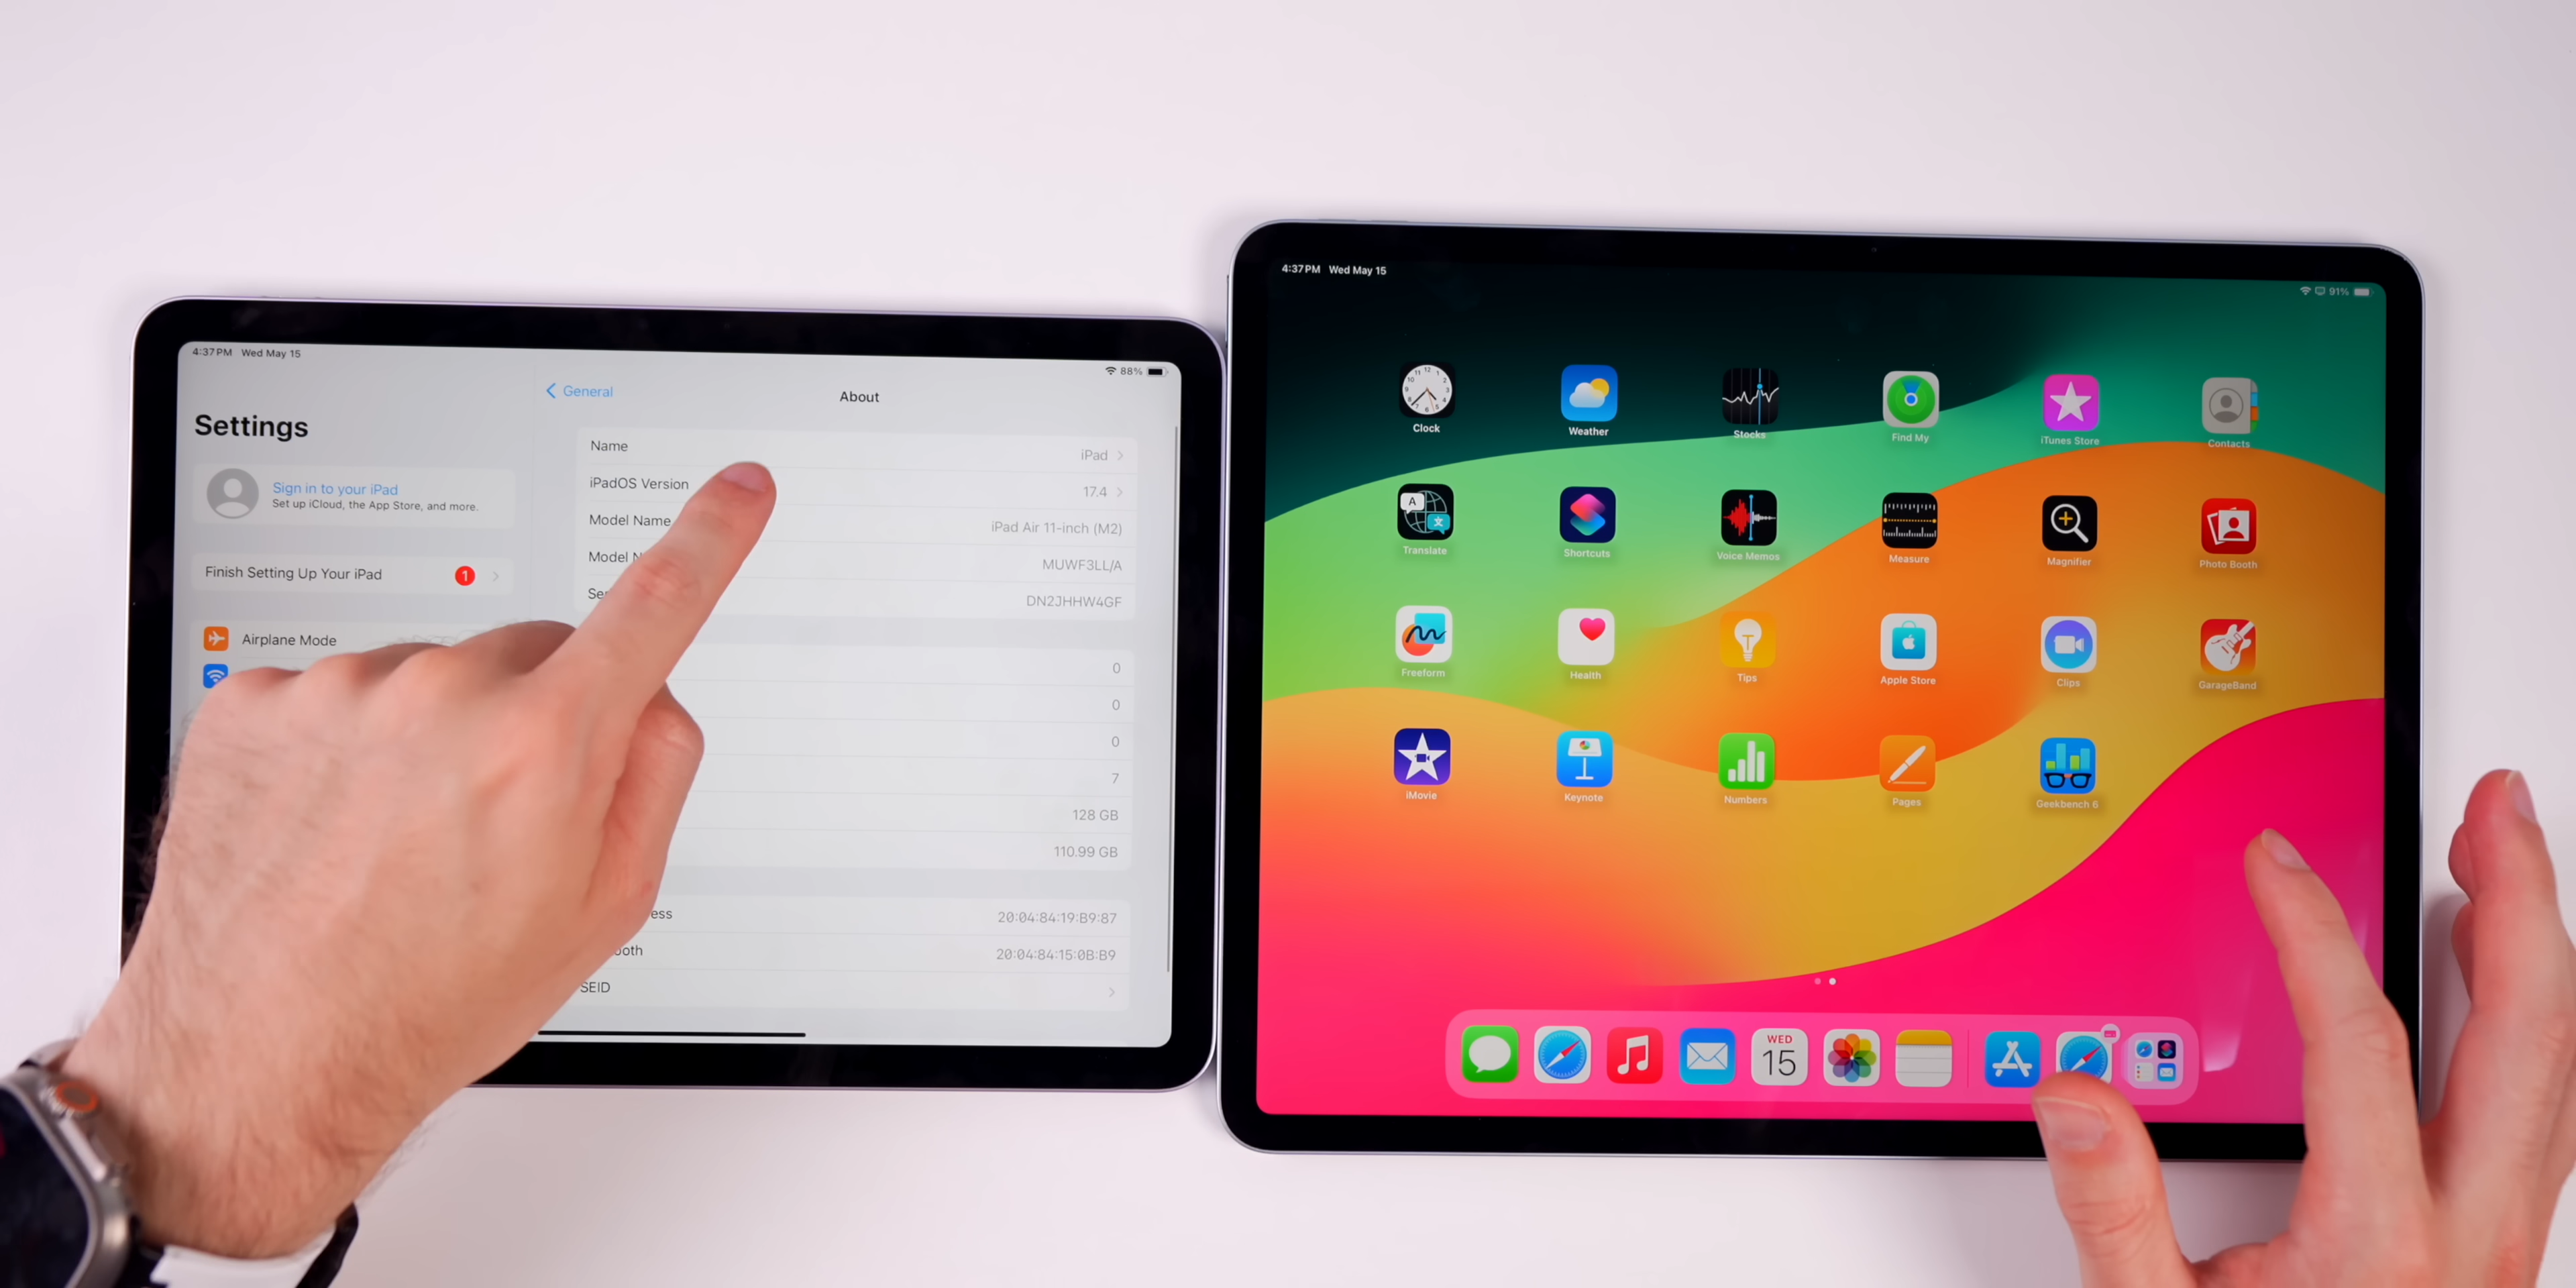 4:37 PM Wed May 15
88%
Settings
Sign in to your iPad
Set up iCloud, the App Store, and more.
Finish Setting Up Your iPad 1
Airplane Mode
General
About
Name iPad
iPadOS Version 17.4
Model Name iPad Air 11-inch (M2)
Model MUWF3LL/A
DN2JHHW4GF
0
0
0
7
128 GB
110.99 GB
ess 20:04:84:19:B9:87
ooth 20:04:84:15:0B:B9
SEID
4:37 PM Wed May 15
91%
Clock Weather Stocks Find My iTunes Store Contacts
Translate Shortcuts Voice Memos Measure Magnifier Photo Booth
Freeform Health Tips Apple Store Clips GarageBand
iMovie Keynote Numbers Pages Geekbench 6
WED
15